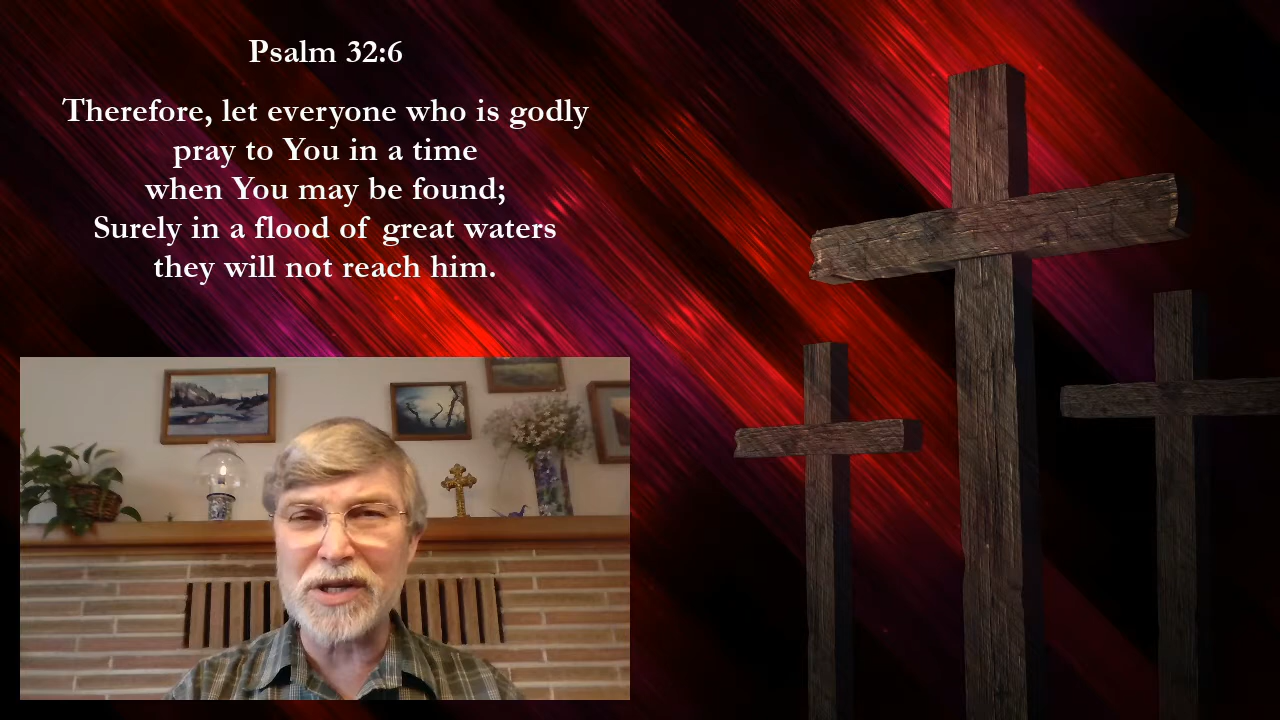 Psalm 32:6
Therefore, let everyone who is godly
pray to You in a time
when You may be found;
Surely in a flood of great waters
they will not reach him.